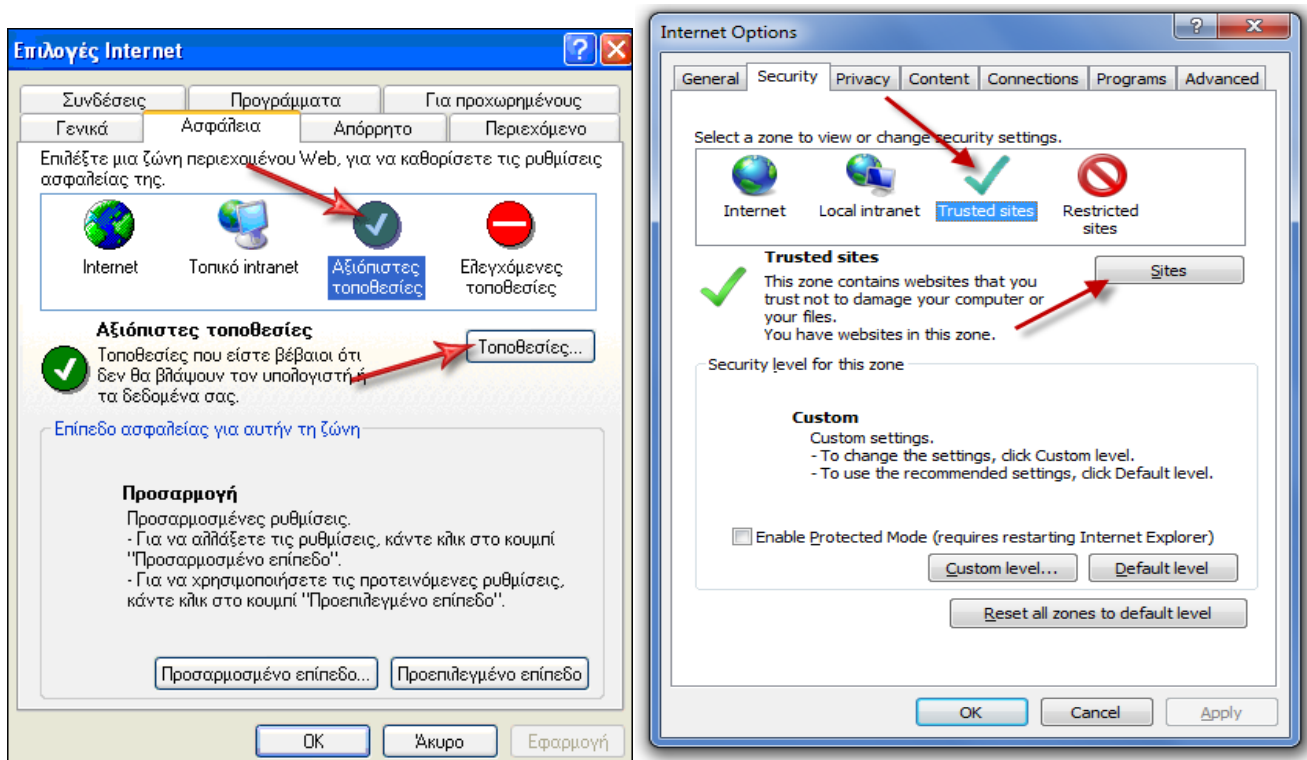 Επιλογές Internet
Συνδέσεις Προγράμματα Για προχωρημένους
Γενικά Ασφάλεια Απόρρητο Περιεχόμενο
Επιλέξτε μια ζώνη περιεχομένου Web, για να καθορίσετε τις ρυθμίσεις
ασφαλείας της.
Internet Τοπικό intranet Αξιόπιστες Ελεγχόμενες
τοποθεσίες τοποθεσίες
Αξιόπιστες τοποθεσίες
Τοποθεσίες...
Τοποθεσίες που είστε βέβαιοι ότι
δεν θα βλάψουν τον υπολογιστή ή
τα δεδομένα σας.
Επίπεδο ασφαλείας για αυτήν τη ζώνη
Προσαρμογή
Προσαρμοσμένες ρυθμίσεις.
- Για να αλλάξετε τις ρυθμίσεις, κάντε κλικ στο κουμπί
"Προσαρμοσμένο επίπεδο".
- Για να χρησιμοποιήσετε τις προτεινόμενες ρυθμίσεις,
κάντε κλικ στο κουμπί "Προεπιλεγμένο επίπεδο".
Προσαρμοσμένο επίπεδο... Προεπιλεγμένο επίπεδο
OK Άκυρο Εφαρμογή
Internet Options
General Security Privacy Content Connections Programs Advanced
Select a zone to view or change security settings.
Internet Local intranet Trusted sites Restricted
sites
Trusted sites
Sites
This zone contains websites that you
trust not to damage your computer or
your files.
You have websites in this zone.
Security level for this zone
Custom
Custom settings.
- To change the settings, click Custom level.
- To use the recommended settings, click Default level.
Enable Protected Mode (requires restarting Internet Explorer)
Custom level... Default level
Reset all zones to default level
OK Cancel Apply